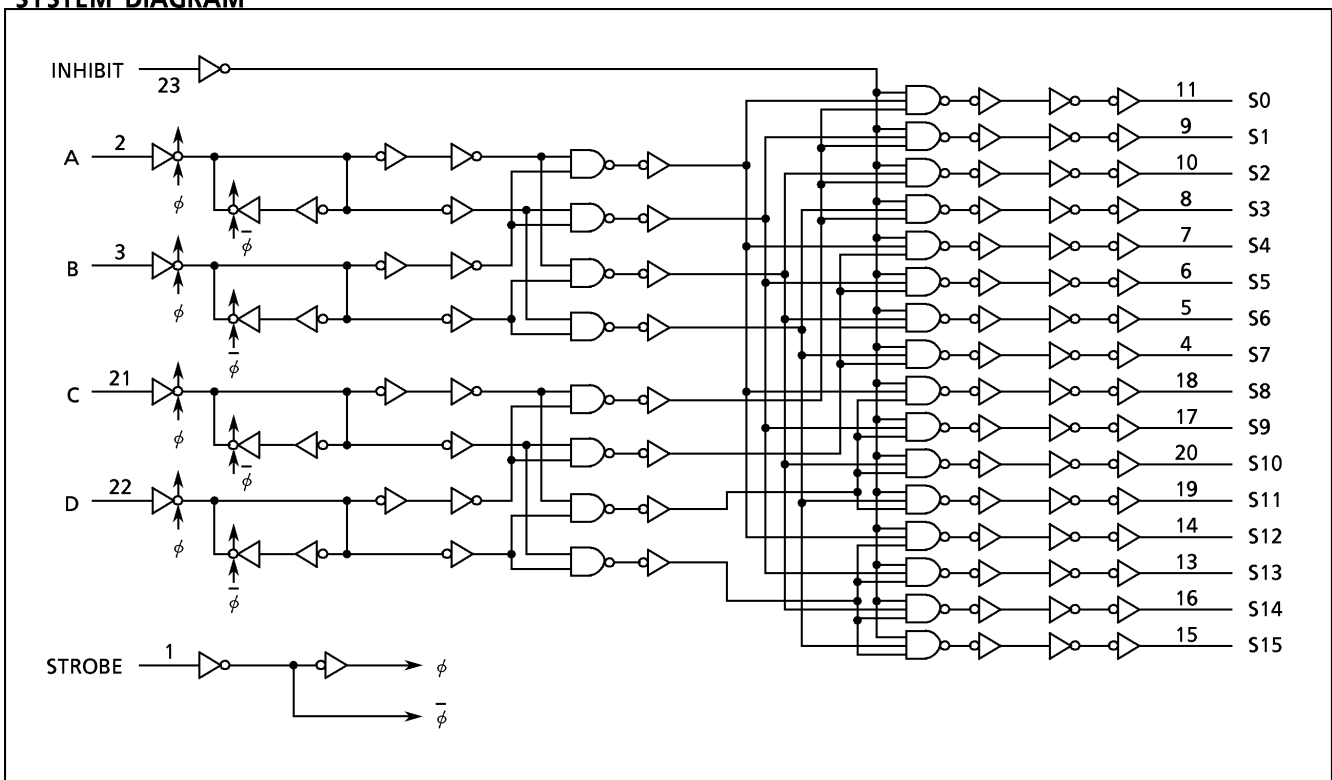 SYSTEM DIAGRAM
INHIBIT
23
A 2
ϕ
ϕ̅
B 3
ϕ
ϕ̅
C 21
ϕ
ϕ̅
D 22
ϕ
ϕ̅
STROBE 1
ϕ
ϕ̅
11 S0
9 S1
10 S2
8 S3
7 S4
6 S5
5 S6
4 S7
18 S8
17 S9
20 S10
19 S11
14 S12
13 S13
16 S14
15 S15